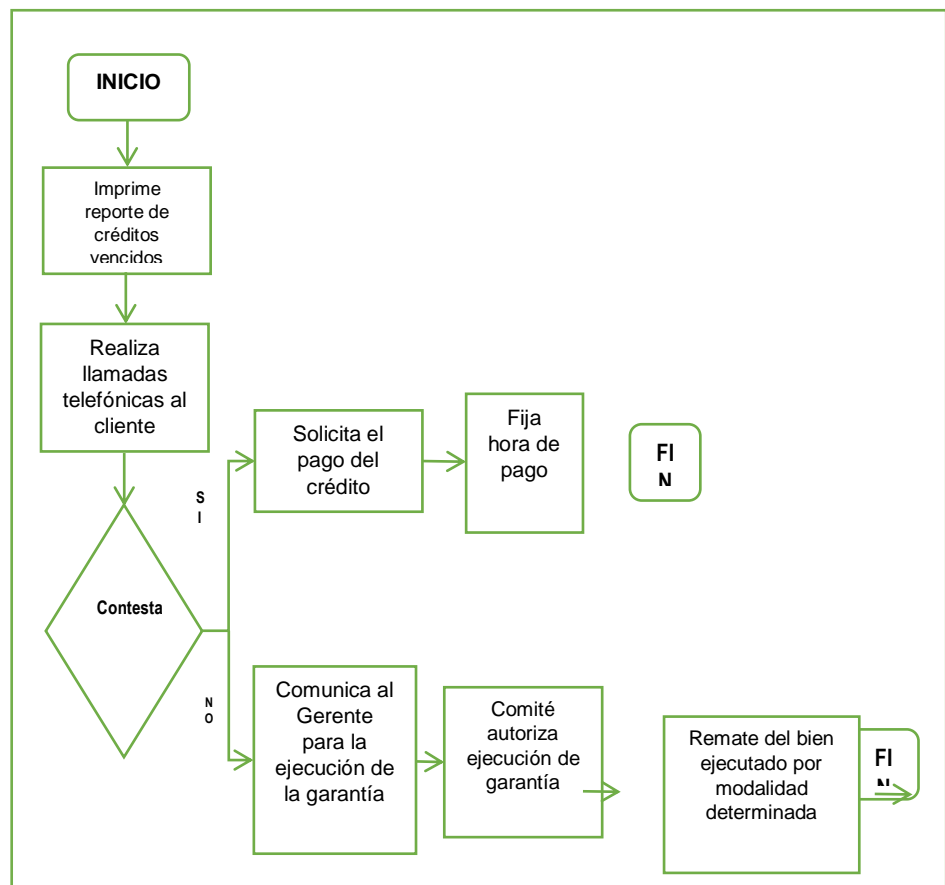 INICIO
Imprime
reporte de
créditos
vencidos
Realiza
llamadas
telefónicas al
cliente
Contesta
S
I
Solicita el
pago del
crédito
Fija
hora de
pago
FI
N
N
O
Comunica al
Gerente
para la
ejecución de
la garantía
Comité
autoriza
ejecución de
garantía
Remate del bien
ejecutado por
modalidad
determinada
FI
N